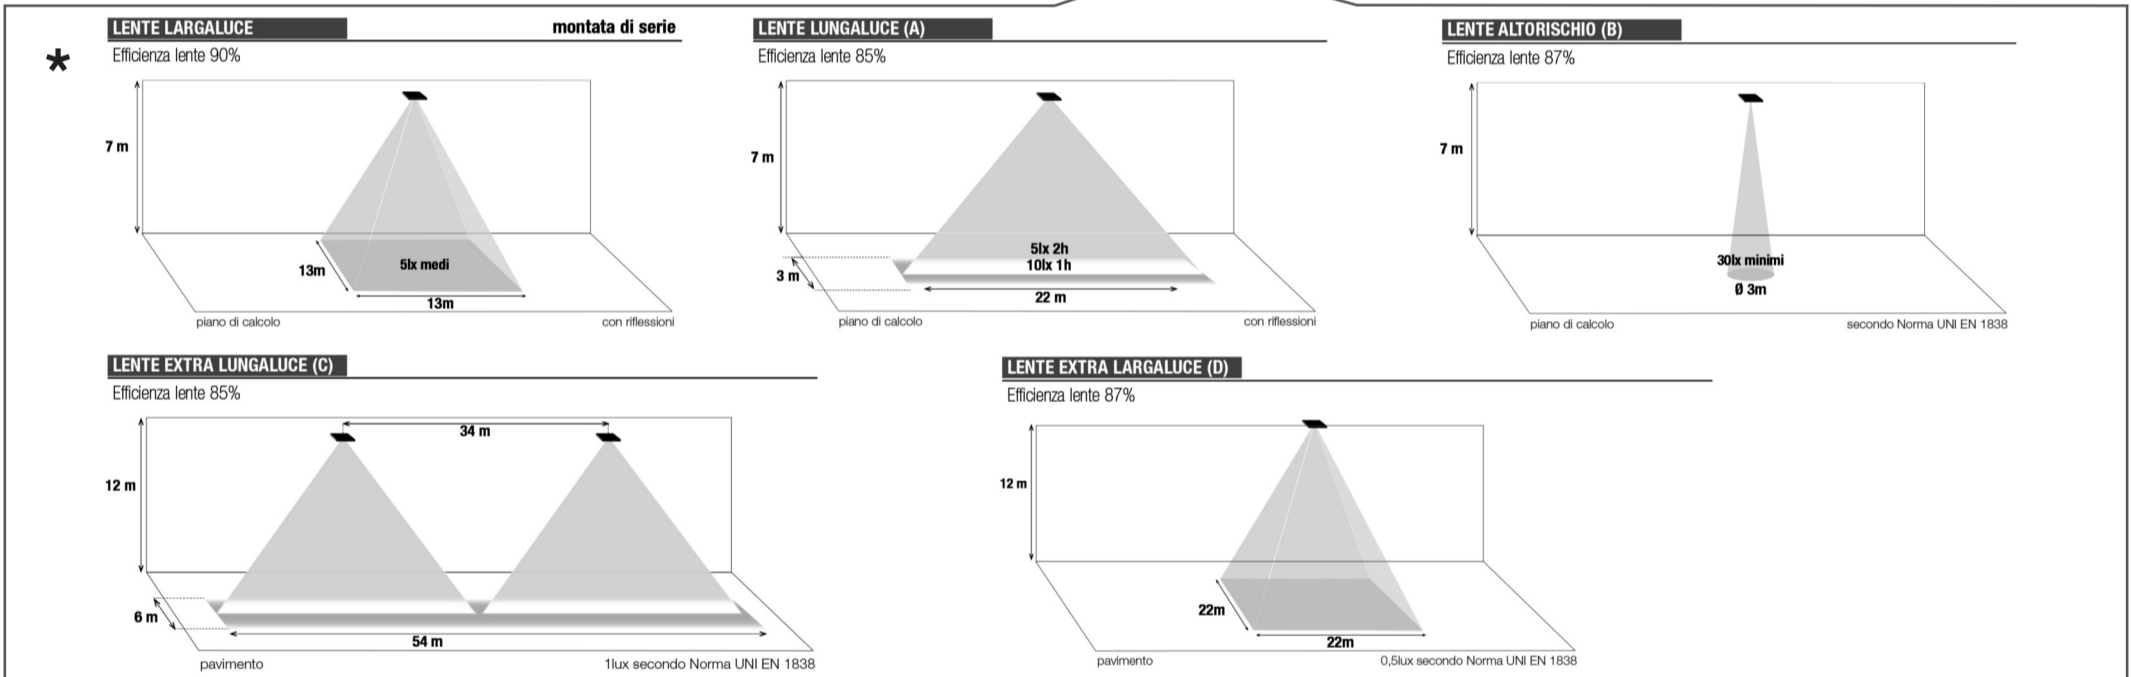 *
LENTE LARGALUCE montata di serie
Efficienza lente 90%
7 m
13m
5lx medi
13m
piano di calcolo con riflessioni
LENTE LUNGALUCE (A)
Efficienza lente 85%
7 m
5lx 2h
10lx 1h
3 m
22 m
piano di calcolo con riflessioni
LENTE ALTORISCHIO (B)
Efficienza lente 87%
7 m
30lx minimi
Ø 3m
piano di calcolo secondo Norma UNI EN 1838
LENTE EXTRA LUNGALUCE (C)
Efficienza lente 85%
34 m
12 m
6 m
54 m
pavimento 1lux secondo Norma UNI EN 1838
LENTE EXTRA LARGALUCE (D)
Efficienza lente 87%
12 m
22m
22m
pavimento 0,5lux secondo Norma UNI EN 1838